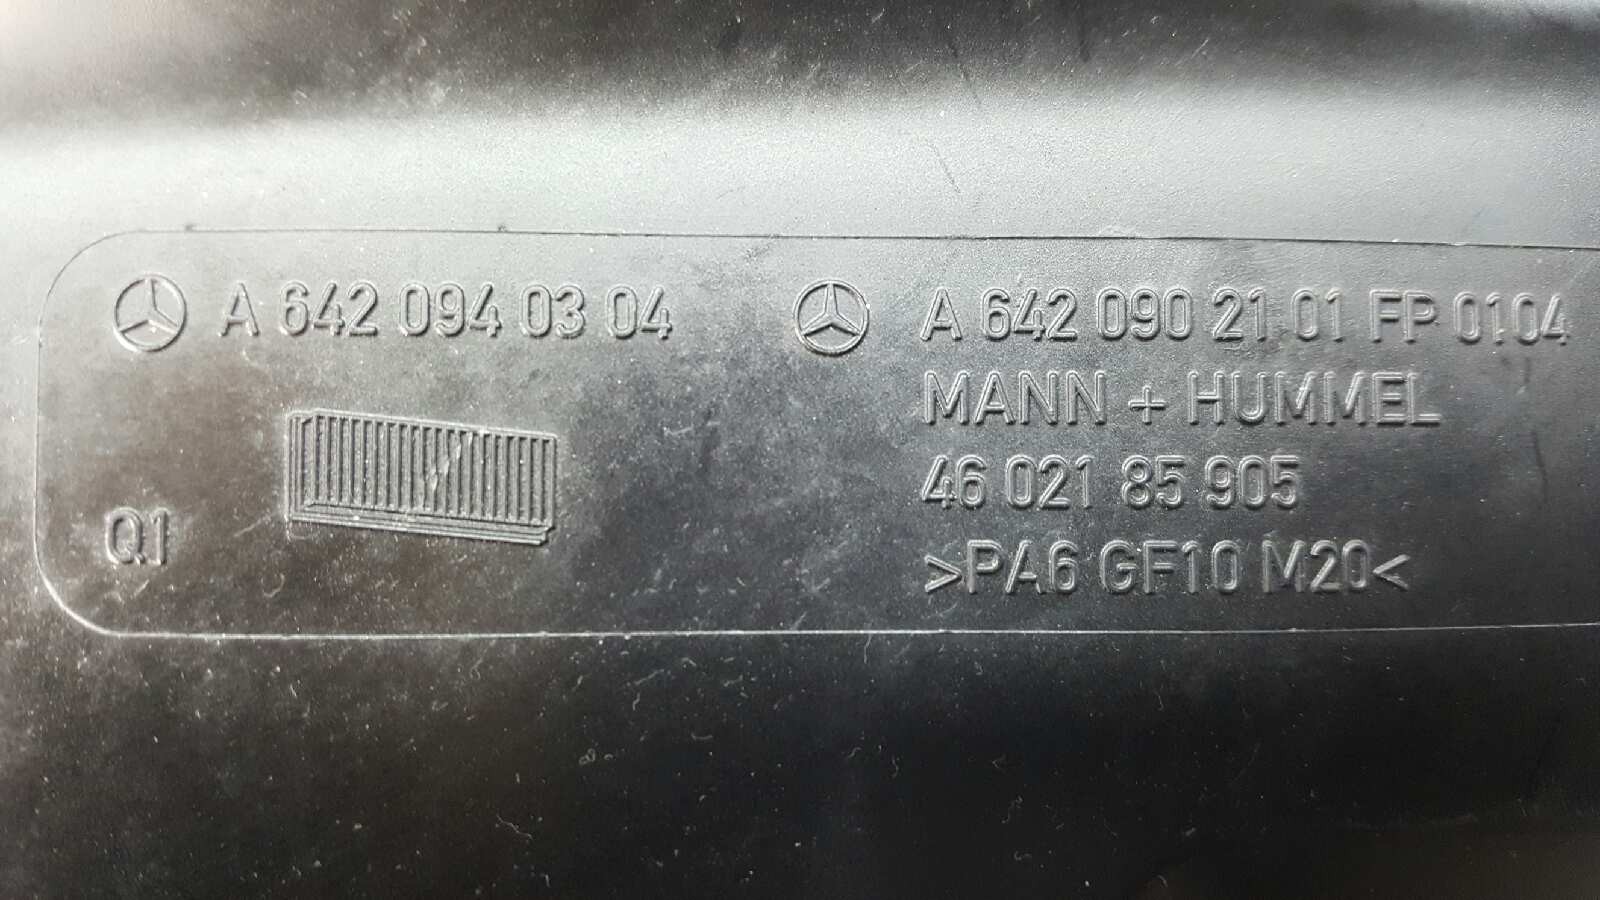 A 642 094 03 04
Q1
A 642 090 21 01 FP 0104
MANN + HUMMEL
46 021 85 905
>PA6 GF10 M20<